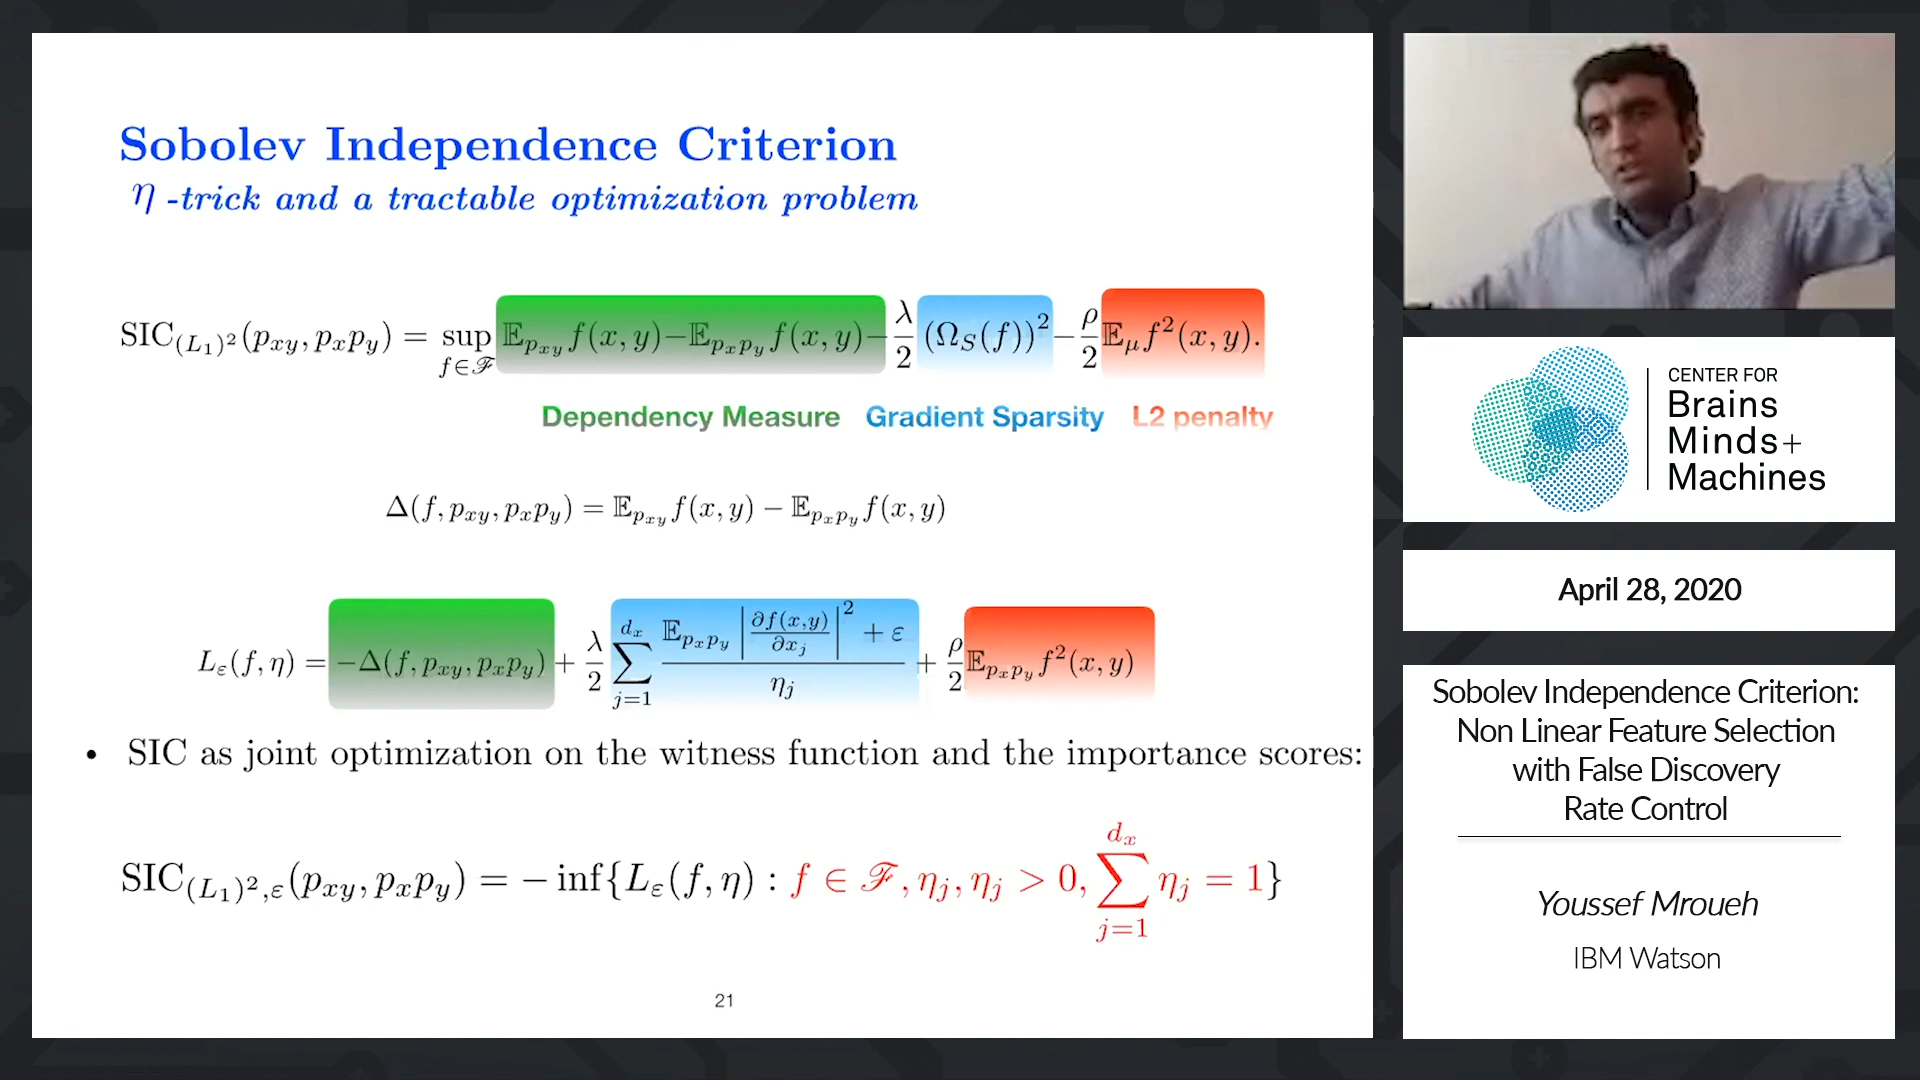 Sobolev Independence Criterion
η -trick and a tractable optimization problem
SIC_{(L_1)^2}(p_{xy}, p_x p_y) = sup_{f∈ℱ} 𝔼_{p_{xy}} f(x, y) − 𝔼_{p_x p_y} f(x, y) − λ/2 (Ω_S(f))^2 − ρ/2 𝔼_μ f^2(x, y).
Dependency Measure Gradient Sparsity L2 penalty
Δ(f, p_{xy}, p_x p_y) = 𝔼_{p_{xy}} f(x, y) − 𝔼_{p_x p_y} f(x, y)
L_ε(f, η) = −Δ(f, p_{xy}, p_x p_y) + λ/2 ∑_{j=1}^{d_x} (𝔼_{p_x p_y} |∂f(x,y)/∂x_j|^2 + ε)/η_j + ρ/2 𝔼_{p_x p_y} f^2(x, y)
• SIC as joint optimization on the witness function and the importance scores:
SIC_{(L_1)^2,ε}(p_{xy}, p_x p_y) = − inf{L_ε(f, η) : f ∈ ℱ, η_j, η_j > 0, ∑_{j=1}^{d_x} η_j = 1}
21
CENTER FOR
Brains
Minds+
Machines
April 28, 2020
Sobolev Independence Criterion:
Non Linear Feature Selection
with False Discovery
Rate Control
Youssef Mroueh
IBM Watson